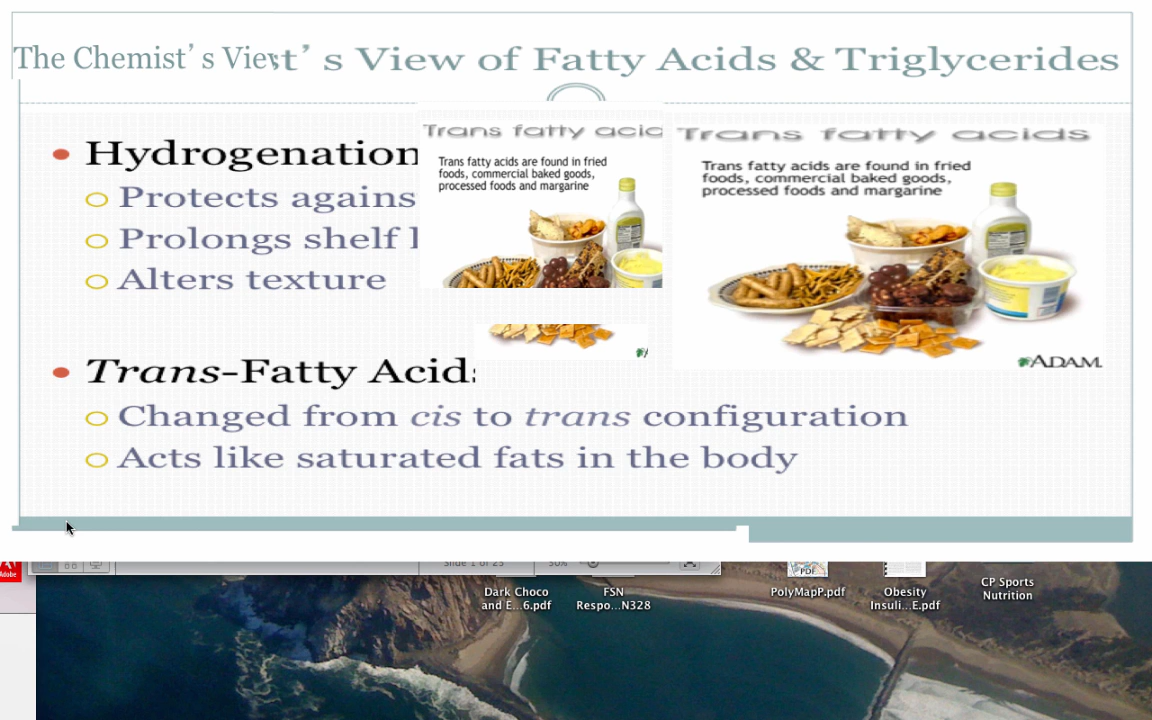 The Chemist's View
t's View of Fatty Acids & Triglycerides
Hydrogenation
Protects agains
Prolongs shelf l
Alters texture
Trans fatty acid
Trans fatty acids are found in fried
foods, commercial baked goods,
processed foods and margarine
Trans fatty acids
Trans fatty acids are found in fried
foods, commercial baked goods,
processed foods and margarine
ADAM.
Trans-Fatty Acids
Changed from cis to trans configuration
Acts like saturated fats in the body
Adobe
Slide 1 of 25
50%
PDF
Dark Choco
and E...6.pdf
FSN
Respo...N328
PolyMapP.pdf
Obesity
Insuli...E.pdf
CP Sports
Nutrition